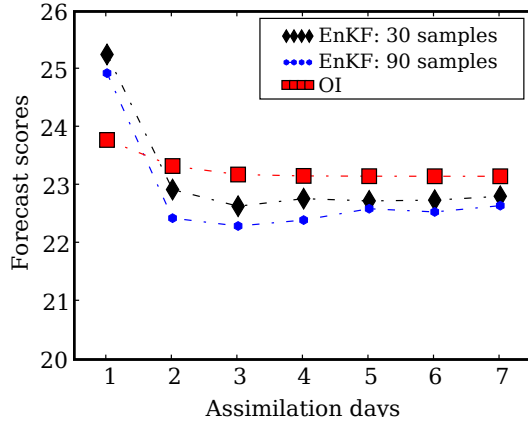 26
25
24
23
22
21
20
Forecast scores
EnKF: 30 samples
EnKF: 90 samples
OI
1 2 3 4 5 6 7
Assimilation days